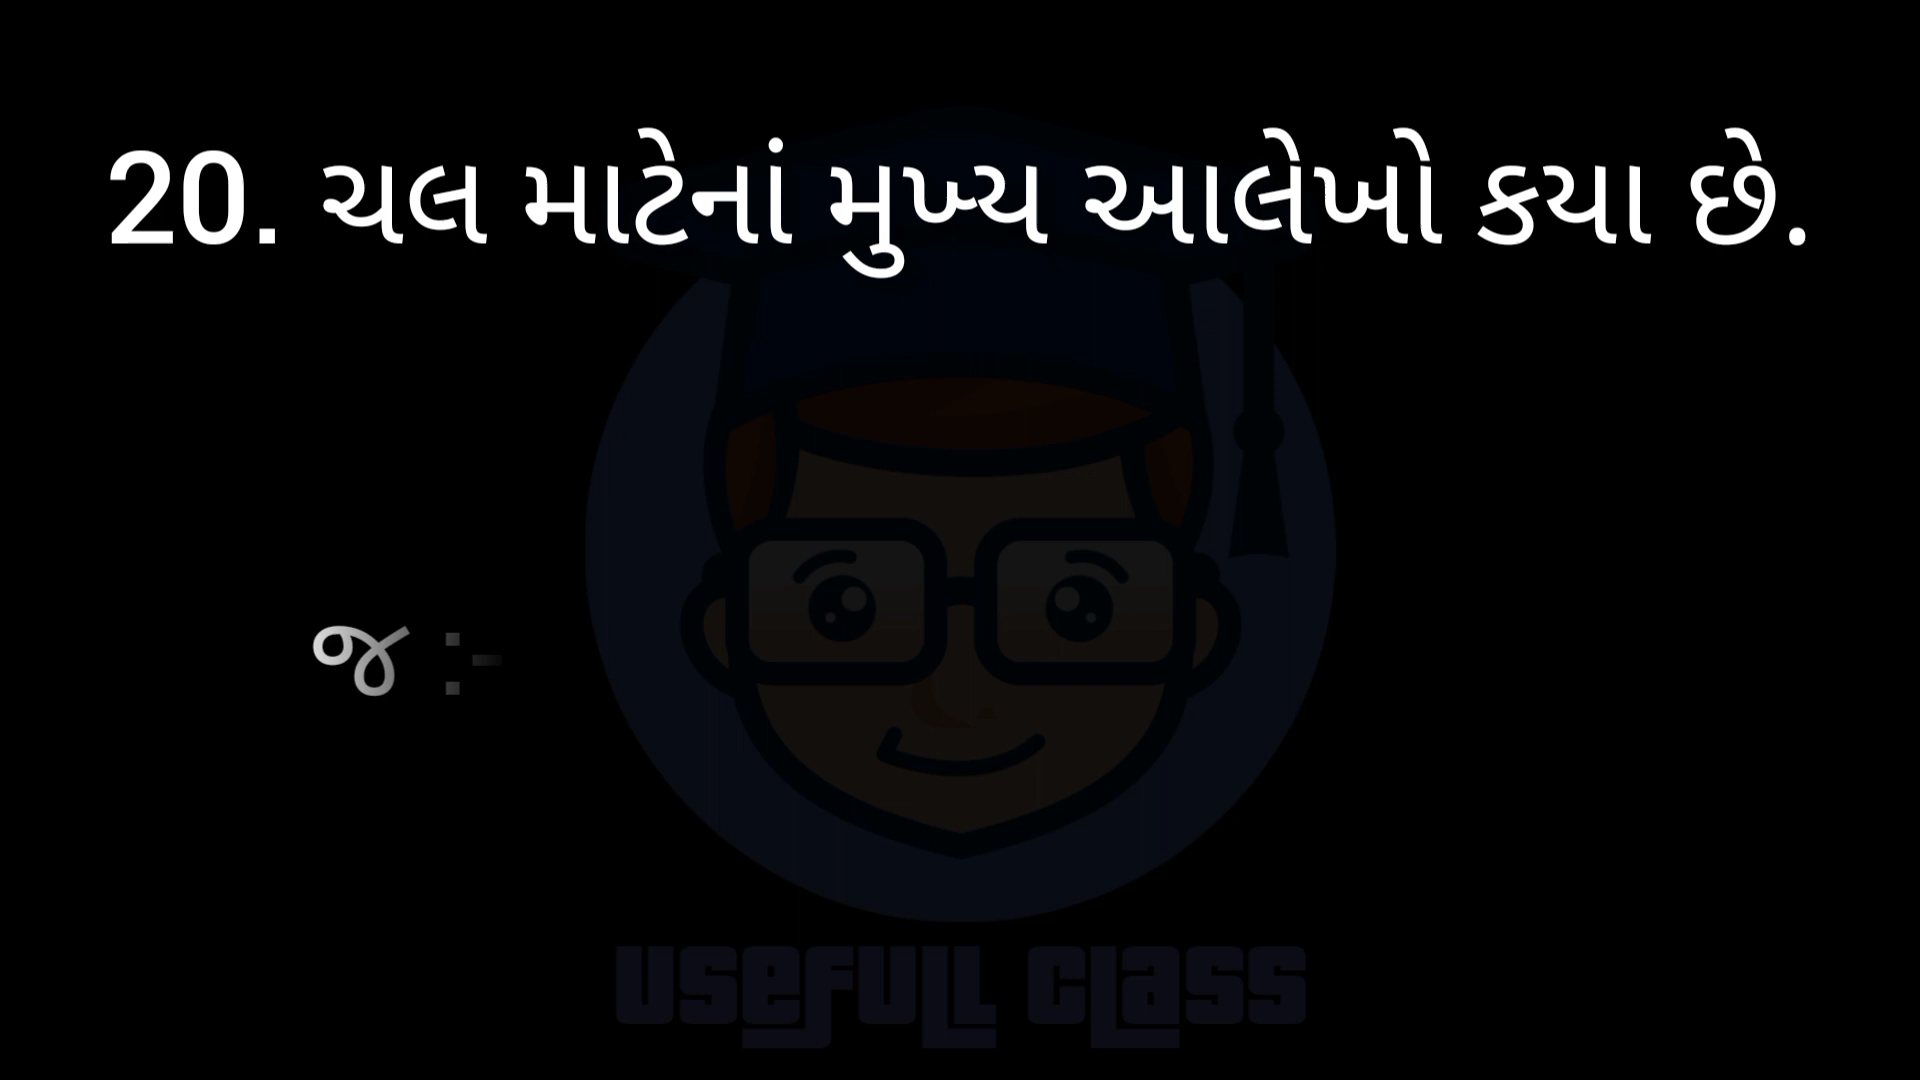 20. ચલ માટેનાં મુખ્ય આલેખો કયા છે.
જ :-
USEFULL CLASS